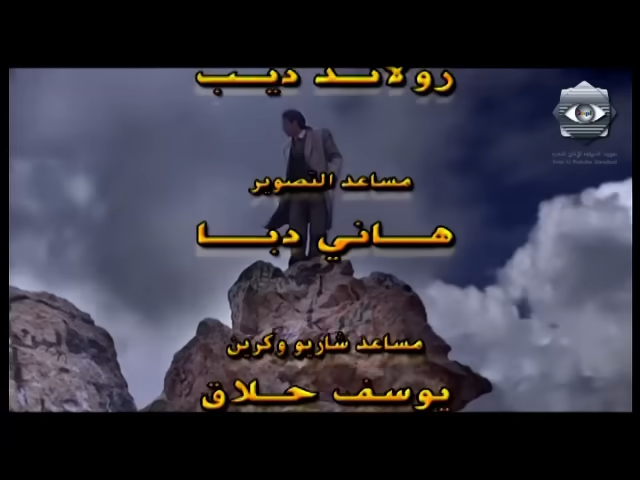 رولاند ديب
مساعد التصوير
هاني دبا
مساعد شاريو وكرين
يوسف حلاق